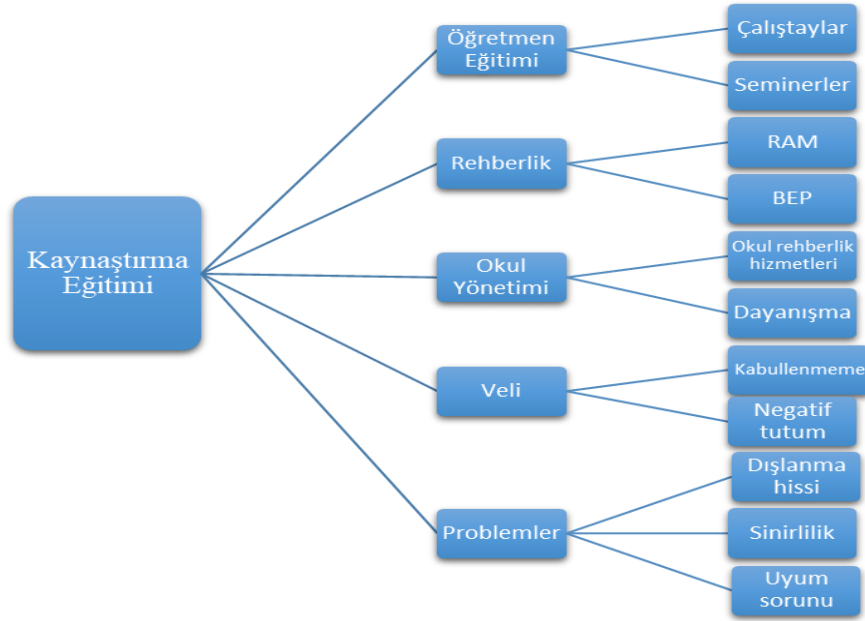 Kaynaştırma
Eğitimi
Öğretmen
Eğitimi
Çalıştaylar
Seminerler
Rehberlik
RAM
BEP
Okul
Yönetimi
Okul rehberlik
hizmetleri
Dayanışma
Veli
Kabullenmeme
Negatif
tutum
Problemler
Dışlanma
hissi
Sinirlilik
Uyum
sorunu